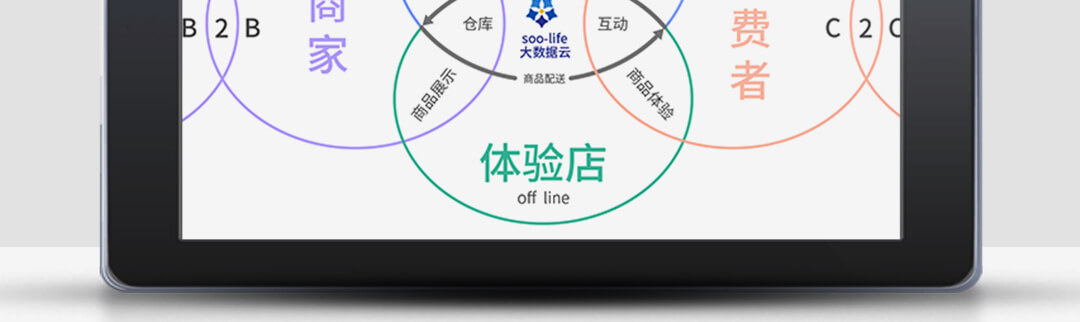 商家
B 2 B
仓库
soo-life
大数据云
互动
费者
C 2 C
商品配送
商品展示
商品体验
体验店
off line